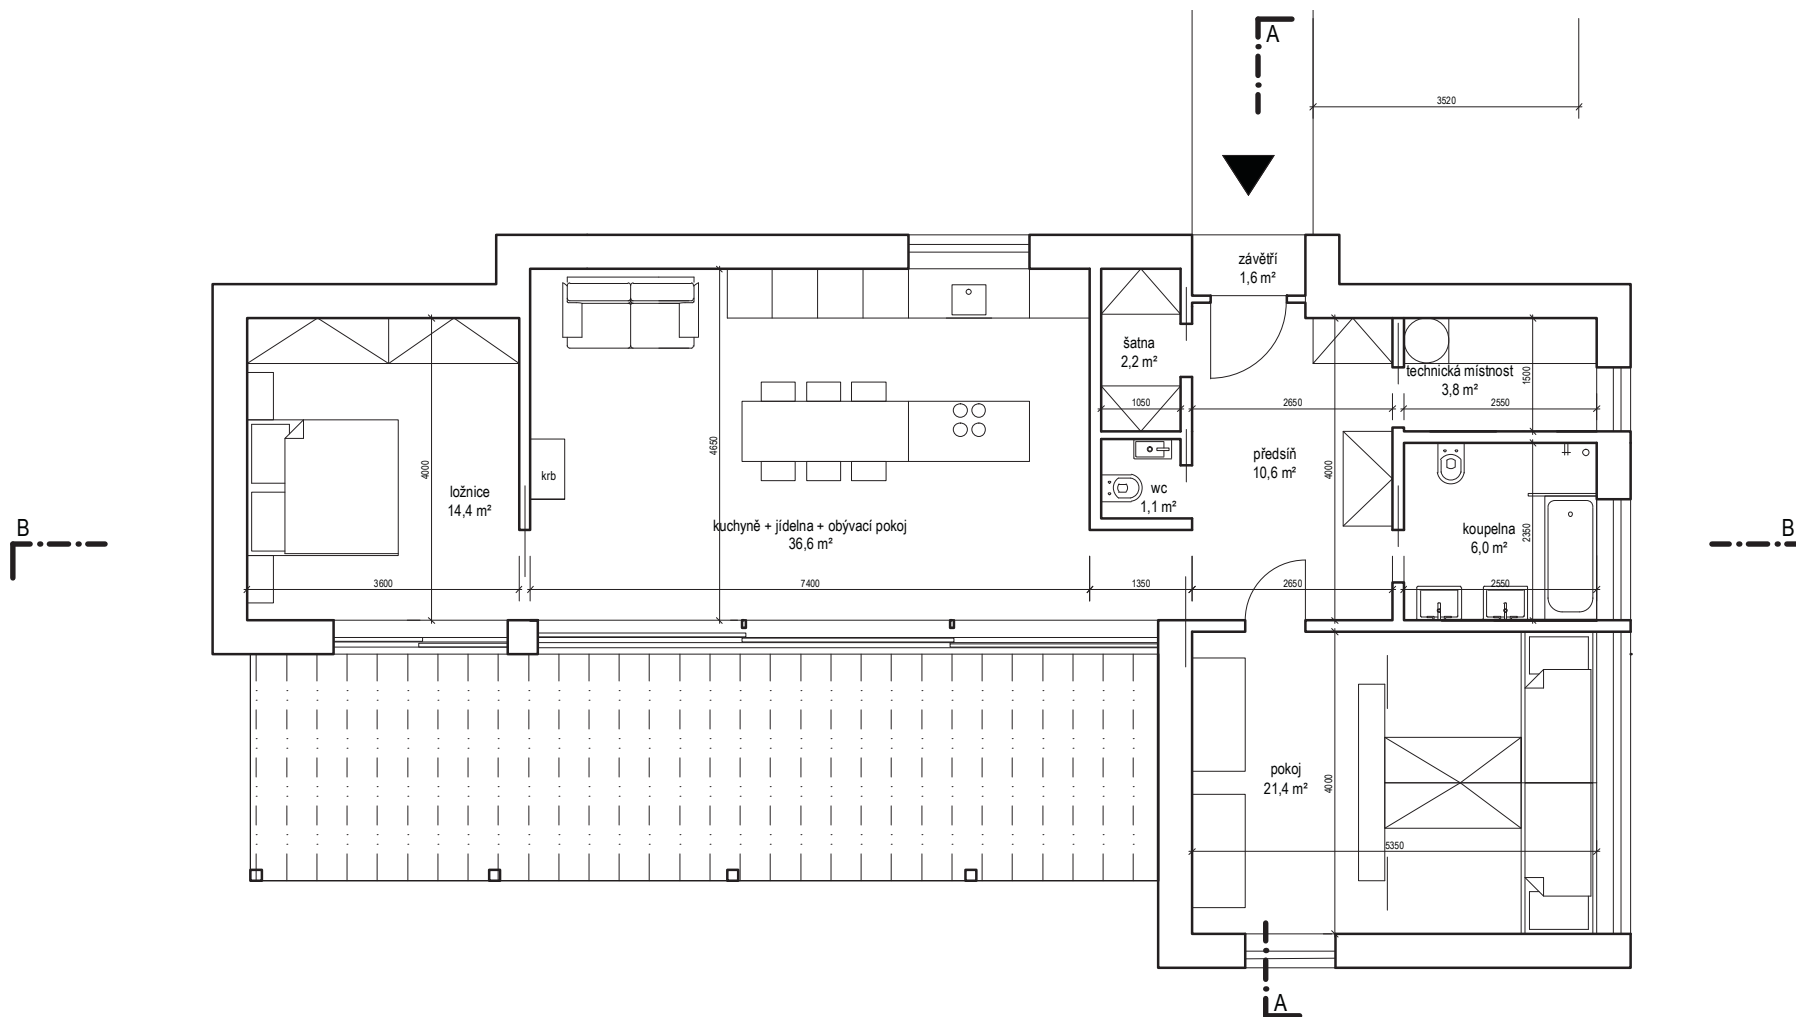 A
3520
závětří
1,6 m²
šatna
2,2 m²
technická místnost
3,8 m²
1500
1050
2650
2550
4650
4000
krb
ložnice
14,4 m²
předsíň
10,6 m²
4000
wc
1,1 m²
kuchyně + jídelna + obývací pokoj
36,6 m²
koupelna
6,0 m²
2350
B
B
3600
7400
1350
2650
2550
pokoj
21,4 m²
4000
5350
A